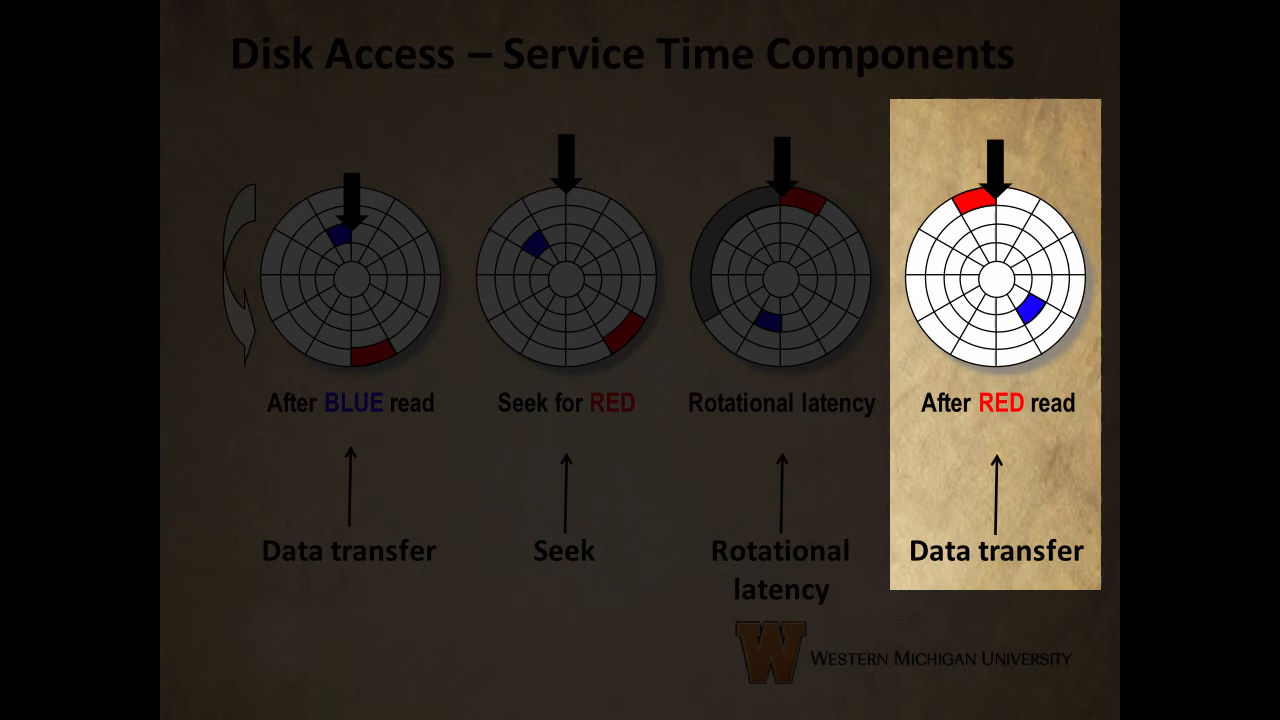 Disk Access – Service Time Components
After BLUE read
Seek for RED
Rotational latency
After RED read
Data transfer
Seek
Rotational
latency
Data transfer
W
WESTERN MICHIGAN UNIVERSITY